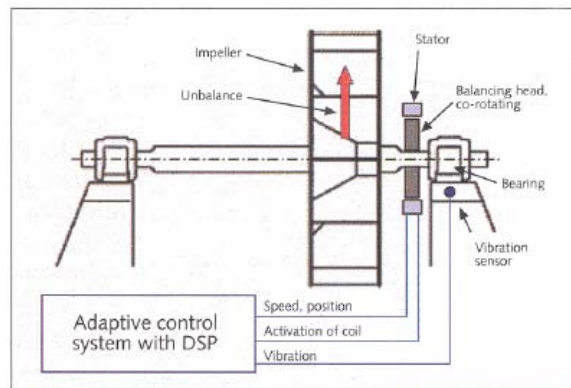 Impeller
Unbalance
Stator
Balancing head,
co-rotating
Bearing
Vibration
sensor
Speed, position
Activation of coil
Vibration
Adaptive control
system with DSP